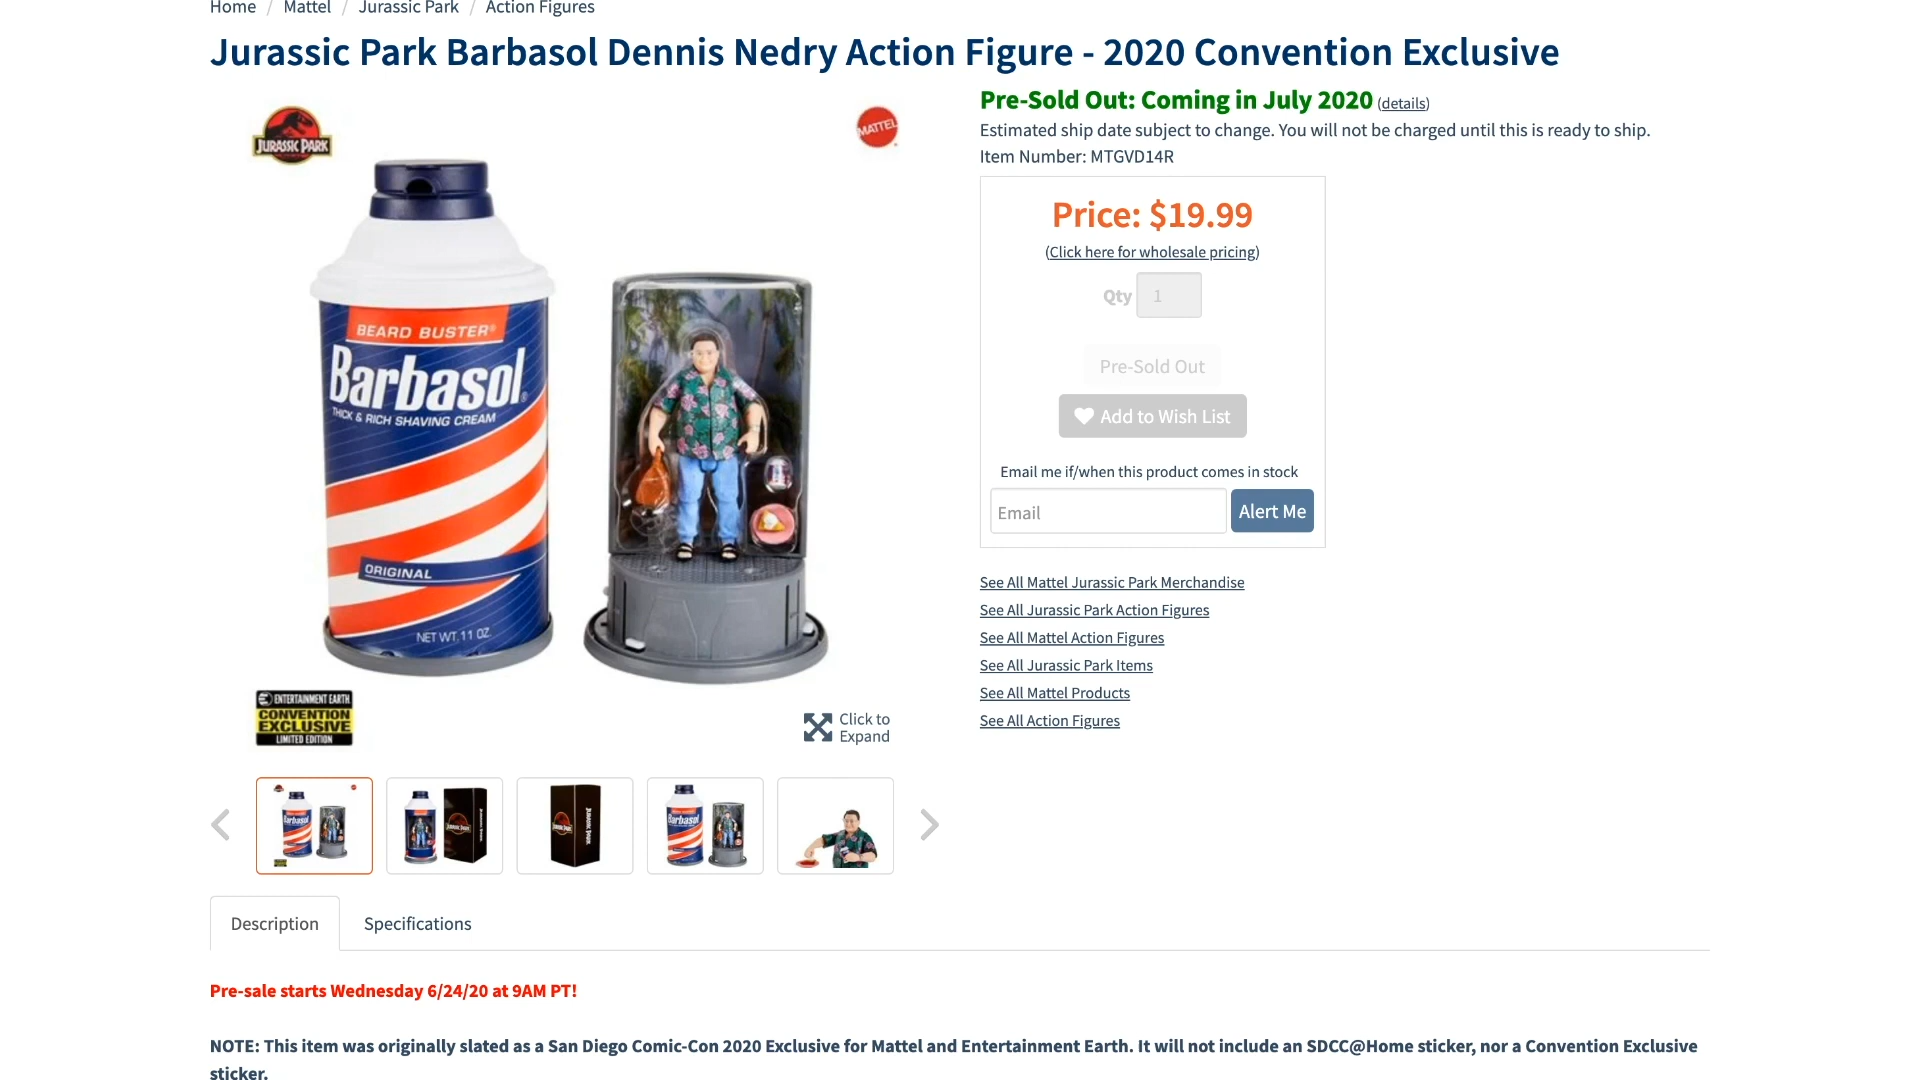 Home / Mattel / Jurassic Park / Action Figures
Jurassic Park Barbasol Dennis Nedry Action Figure - 2020 Convention Exclusive
Pre-Sold Out: Coming in July 2020 (details)
Estimated ship date subject to change. You will not be charged until this is ready to ship.
Item Number: MTGVD14R
Price: $19.99
(Click here for wholesale pricing)
Qty 1
Pre-Sold Out
Add to Wish List
Email me if/when this product comes in stock
Email
Alert Me
See All Mattel Jurassic Park Merchandise
See All Jurassic Park Action Figures
See All Mattel Action Figures
See All Jurassic Park Items
See All Mattel Products
See All Action Figures
JURASSIC PARK
MATTEL
BEARD BUSTER®
Barbasol®
THICK & RICH SHAVING CREAM
ORIGINAL
NET WT. 11 OZ.
ENTERTAINMENT EARTH
CONVENTION
EXCLUSIVE
LIMITED EDITION
Click to
Expand
Description
Specifications
Pre-sale starts Wednesday 6/24/20 at 9AM PT!
NOTE: This item was originally slated as a San Diego Comic-Con 2020 Exclusive for Mattel and Entertainment Earth. It will not include an SDCC@Home sticker, nor a Convention Exclusive
sticker.